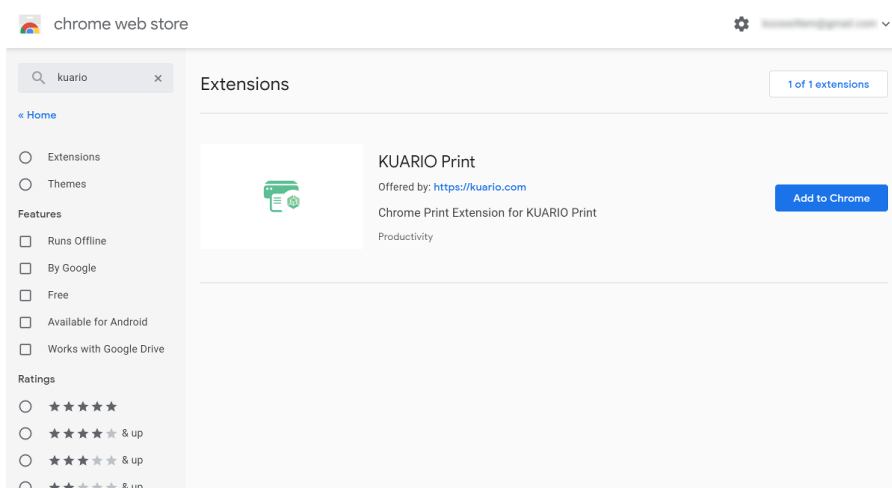 chrome web store
kuario
« Home
Extensions
Themes
Features
Runs Offline
By Google
Free
Available for Android
Works with Google Drive
Ratings
& up
& up
& up
Extensions
1 of 1 extensions
KUARIO Print
Offered by: https://kuario.com
Chrome Print Extension for KUARIO Print
Productivity
Add to Chrome